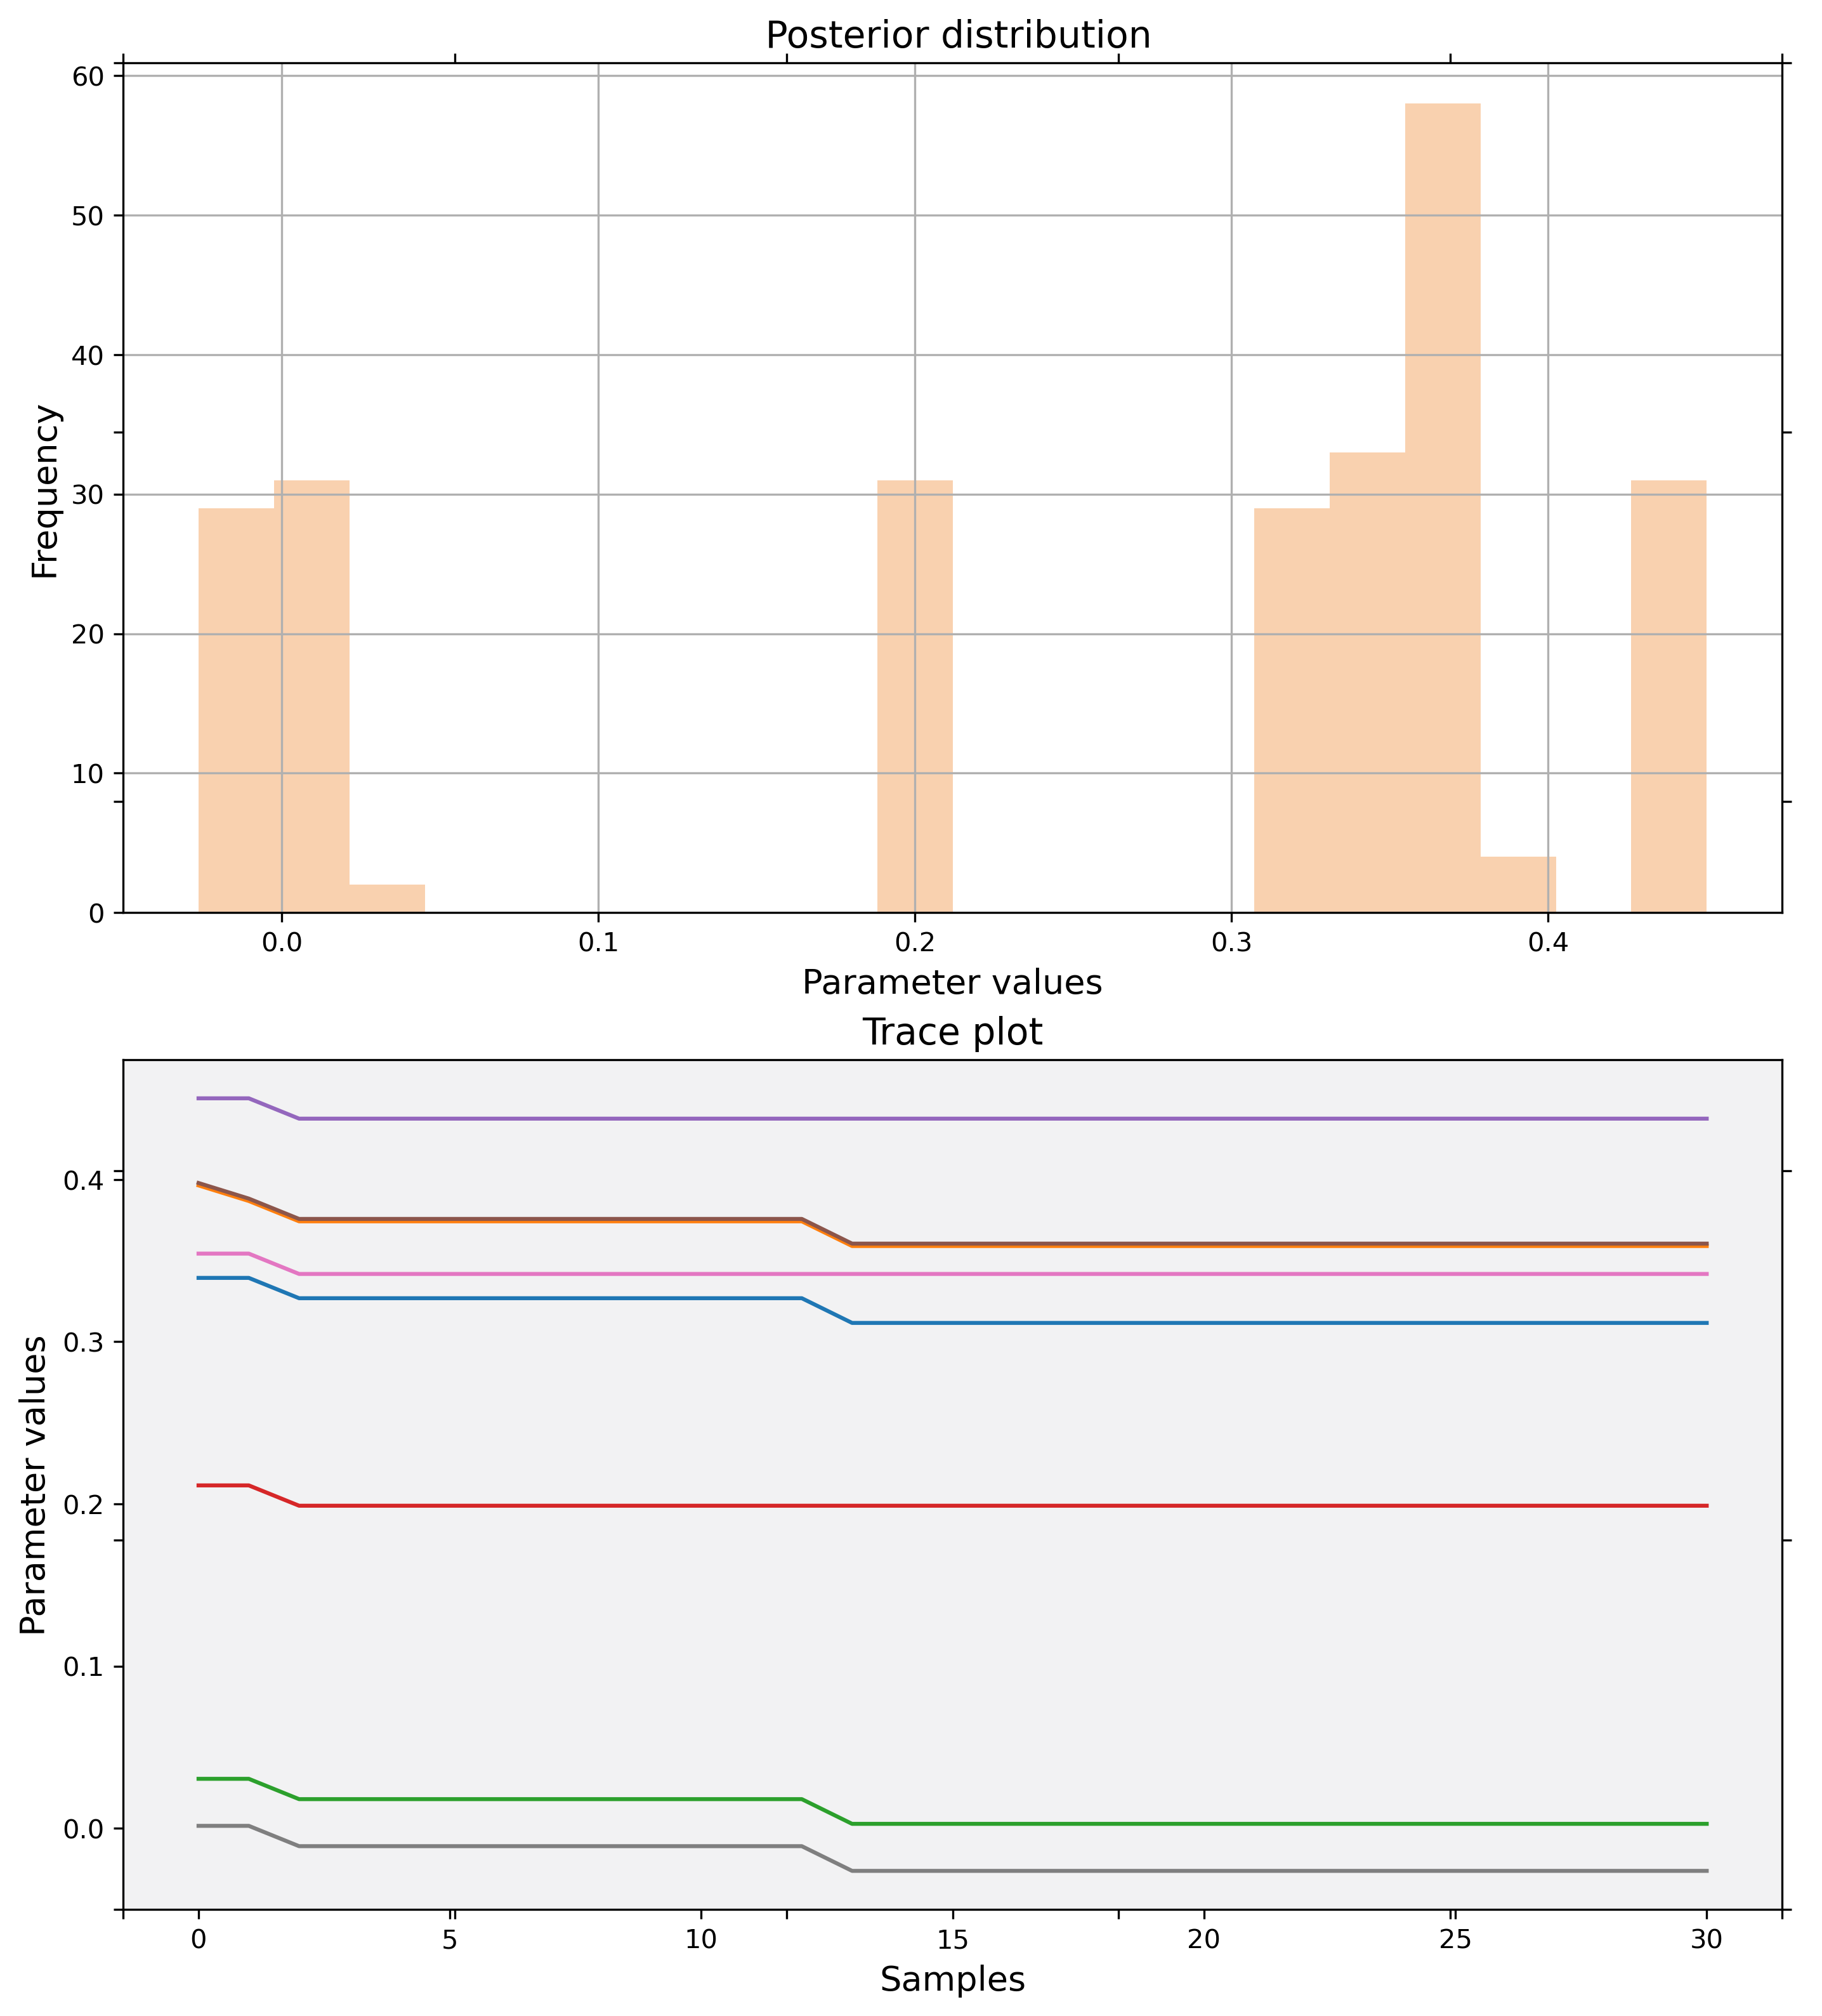 Posterior distribution
60
50
40
30
20
10
0
Frequency
0.0 0.1 0.2 0.3 0.4
Parameter values
Trace plot
0.4
0.3
0.2
0.1
0.0
Parameter values
0 5 10 15 20 25 30
Samples